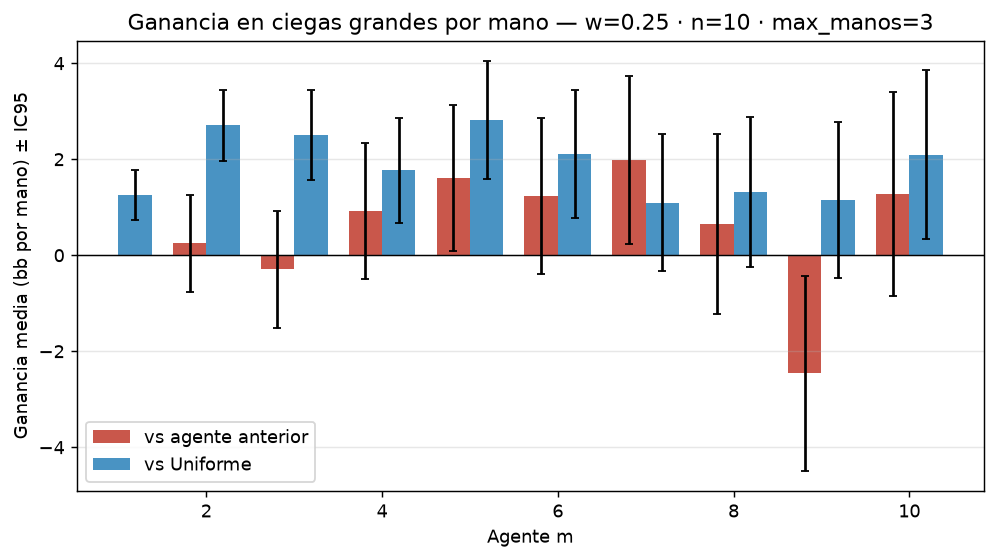 Ganancia en ciegas grandes por mano — w=0.25 · n=10 · max_manos=3
Ganancia media (bb por mano) ± IC95
4
2
0
−2
−4
vs agente anterior
vs Uniforme
2 4 6 8 10
Agente m